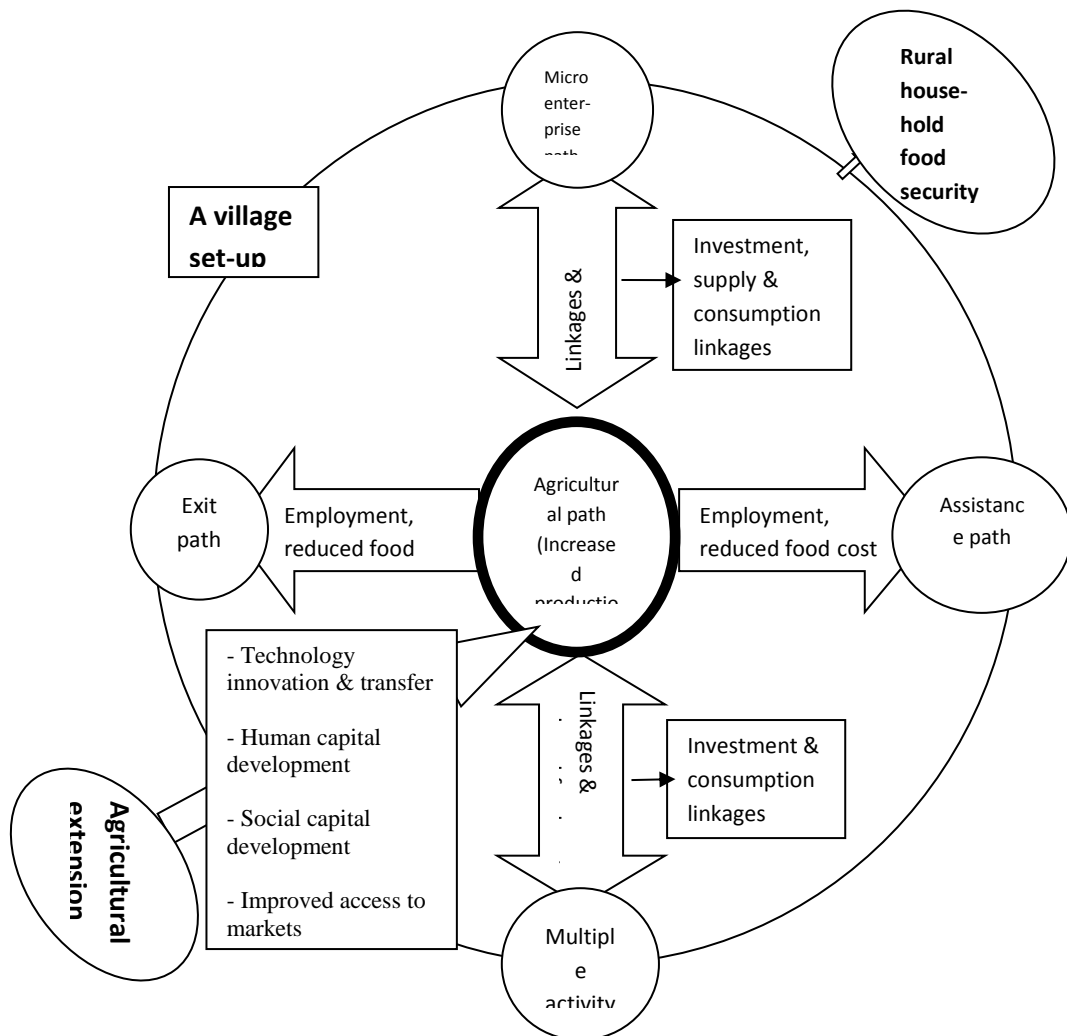 Micro
enter-
prise
path
Rural
house-
hold
food
security
A village
set-up
Linkages &
Investment,
supply &
consumption
linkages
Exit
path
Employment,
reduced food
Agricultur
al path
(Increase
d
productio
Employment,
reduced food cost
Assistanc
e path
- Technology
innovation & transfer
- Human capital
development
- Social capital
development
- Improved access to
markets
Linkages &
Investment &
consumption
linkages
Agricultural
extension
Multipl
e
activity